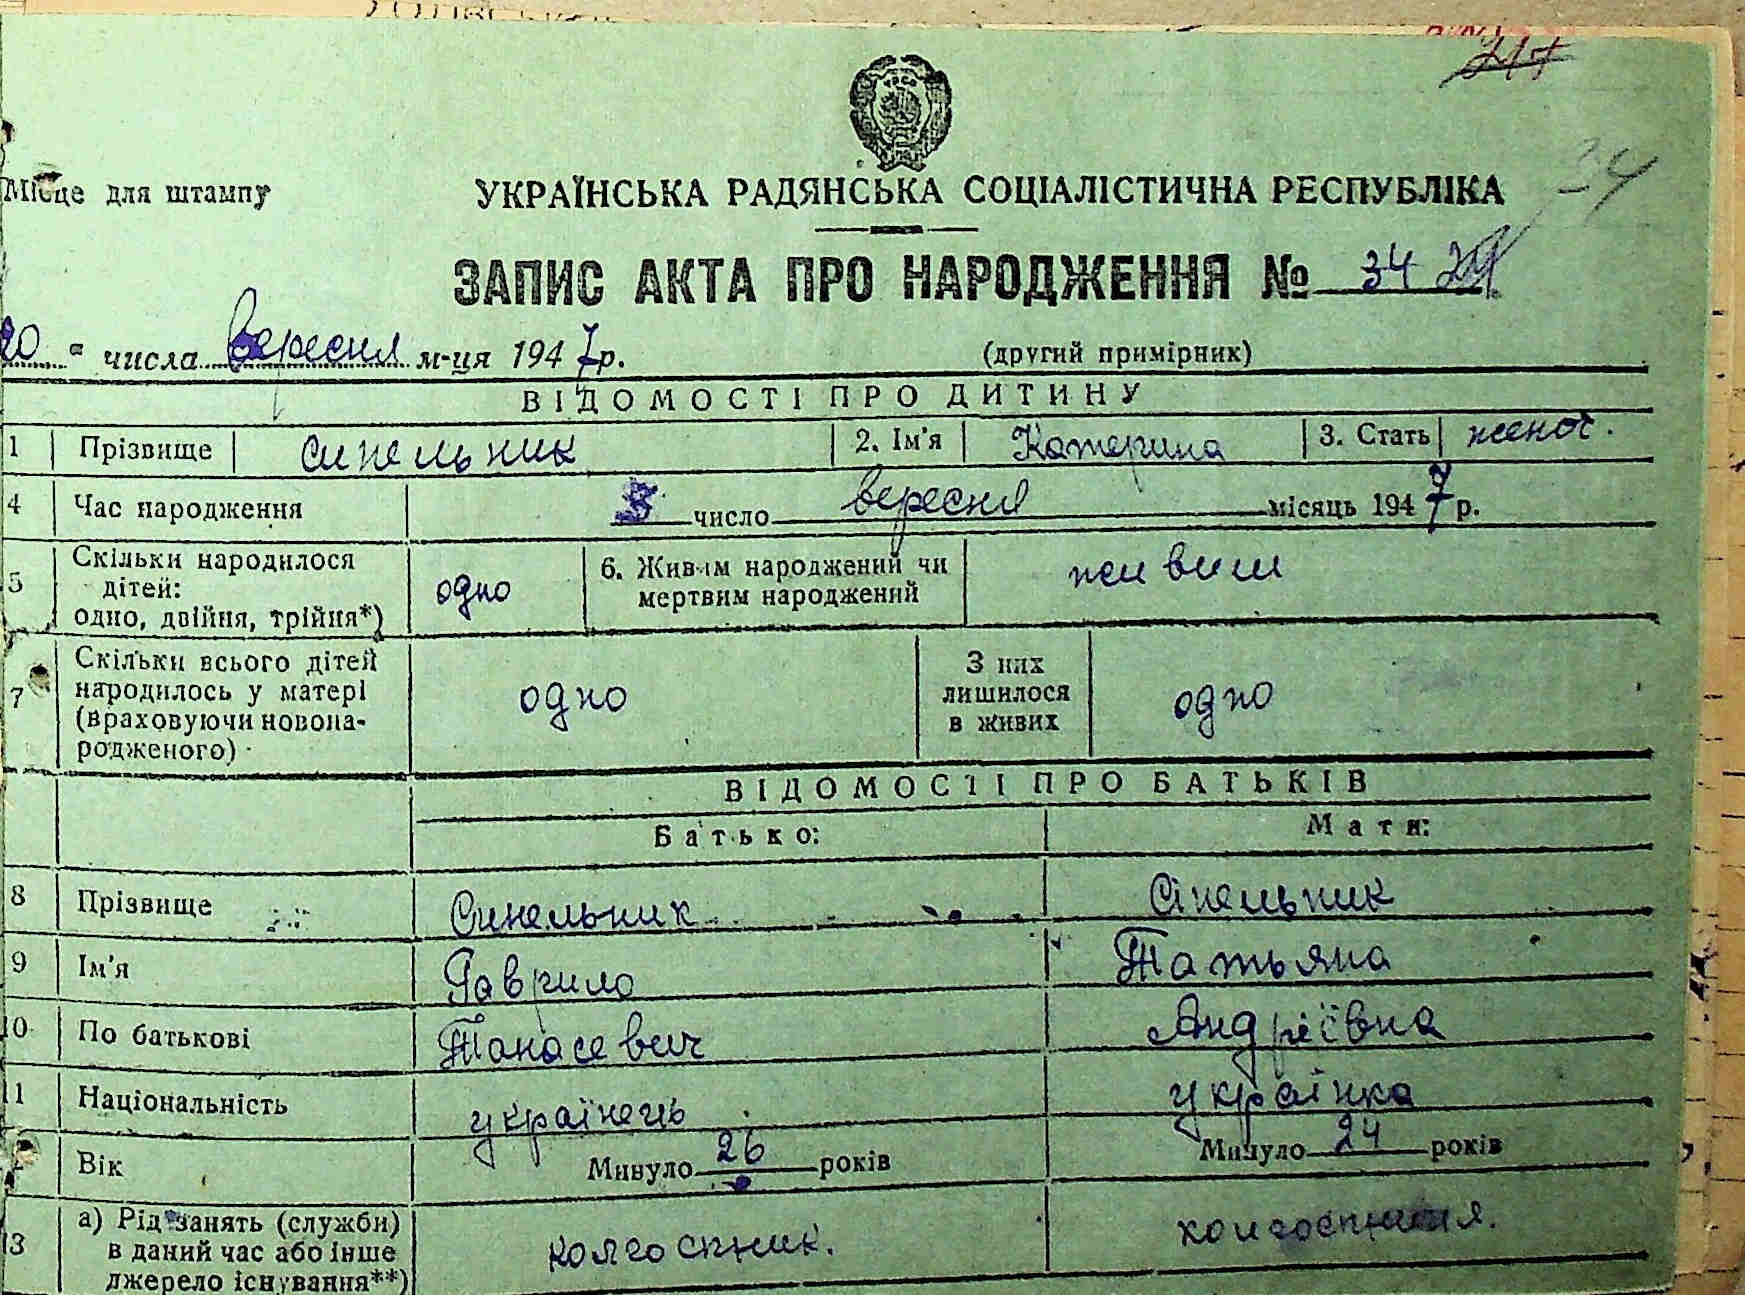 Місце для штампу
УКРАЇНСЬКА РАДЯНСЬКА СОЦІАЛІСТИЧНА РЕСПУБЛІКА
34
ЗАПИС АКТА ПРО НАРОДЖЕННЯ № 34
20 " числа вересня м-ця 1947 р. (другий примірник)
ВІДОМОСТІ ПРО ДИТИНУ
1 Прізвище Синельник 2. Ім'я Катерина 3. Стать жіноч.
4 Час народження 3 число вересня місяць 1947 р.
5 Скільки народилося дітей: одно, двійня, трійня*) одно 6. Живим народжений чи мертвим народжений живим
7 Скільки всього дітей народилось у матері (враховуючи новонародженого) одно З них лишилося в живих одно
ВІДОМОСТІ ПРО БАТЬКІВ
Батько: Мати:
8 Прізвище Синельник Сінельник
9 Ім'я Гаврило Татьяна
10 По батькові Танасевич Андріївна
11 Національність українець українка
Вік Минуло 26 років Минуло 24 років
13 а) Рід занять (служби) в даний час або інше джерело існування**) колгоспник. колгоспниця.